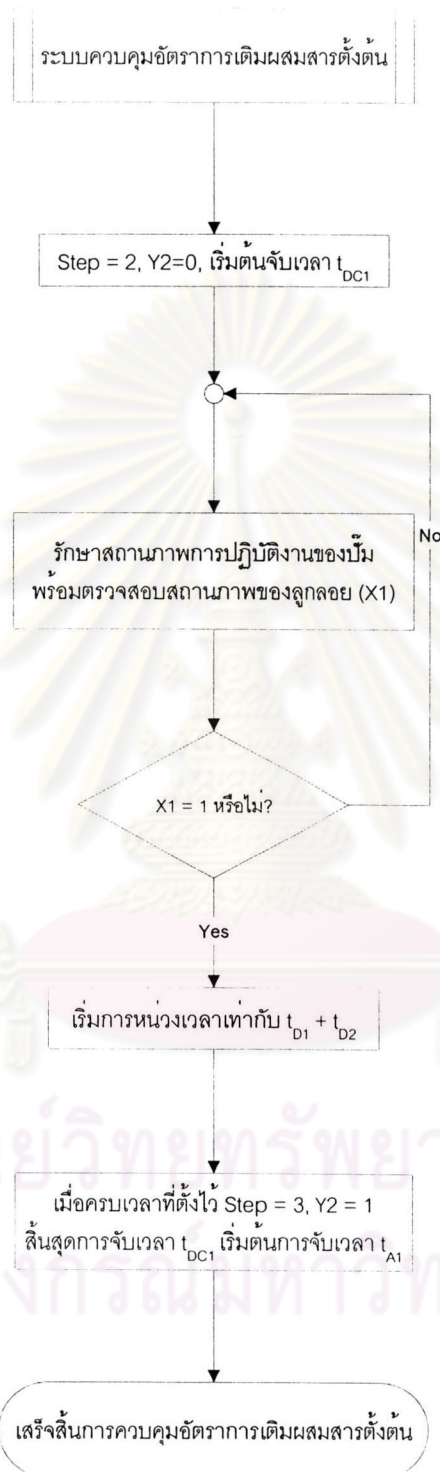 ระบบควบคุมอัตราการเติมผสมสารตั้งต้น
Step = 2, Y2=0, เริ่มต้นจับเวลา t_DC1
รักษาสถานภาพการปฏิบัติงานของปั๊ม
พร้อมตรวจสอบสถานภาพของลูกลอย (X1)
No
X1 = 1 หรือไม่?
Yes
เริ่มการหน่วงเวลาเท่ากับ t_D1 + t_D2
เมื่อครบเวลาที่ตั้งไว้ Step = 3, Y2 = 1
สิ้นสุดการจับเวลา t_DC1 เริ่มต้นการจับเวลา t_A1
เสร็จสิ้นการควบคุมอัตราการเติมผสมสารตั้งต้น